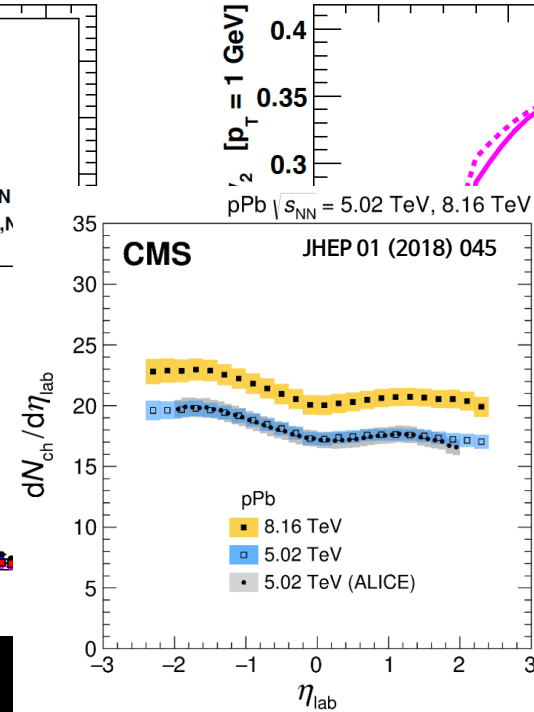 0.4
0.35
0.3
[p_T = 1 GeV]
N
pPb √s_NN = 5.02 TeV, 8.16 TeV
CMS
JHEP 01 (2018) 045
35
30
25
20
15
10
5
0
dN_ch/dη_lab
pPb
8.16 TeV
5.02 TeV
5.02 TeV (ALICE)
−3 −2 −1 0 1 2 3
η_lab